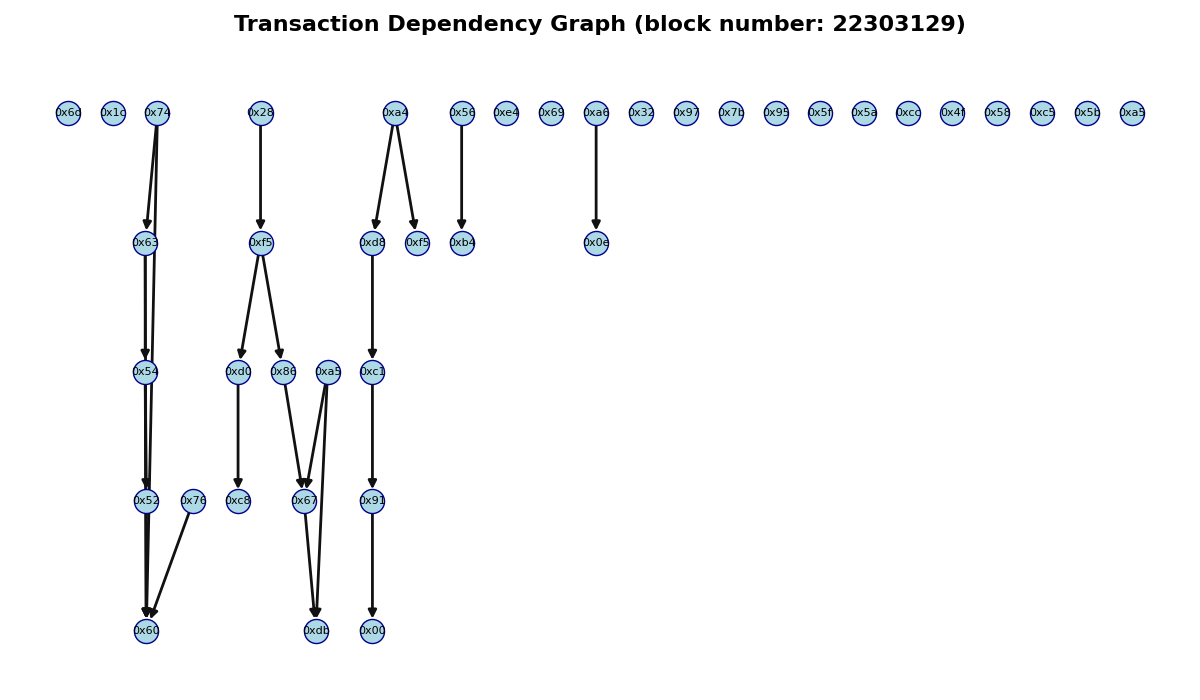 Transaction Dependency Graph (block number: 22303129)
0x6d 0x1c 0x74 0x28 0xa4 0x56 0xe4 0x69 0xa6 0x32 0x97 0x7b 0x95 0x5f 0x5a 0xcc 0x4f 0x58 0xc5 0x5b 0xa5
0x63 0xf5 0xd8 0xf5 0xb4 0x0e
0x54 0xd0 0x86 0xa5 0xc1
0x52 0x76 0xc8 0x67 0x91
0x60 0xdb 0x00